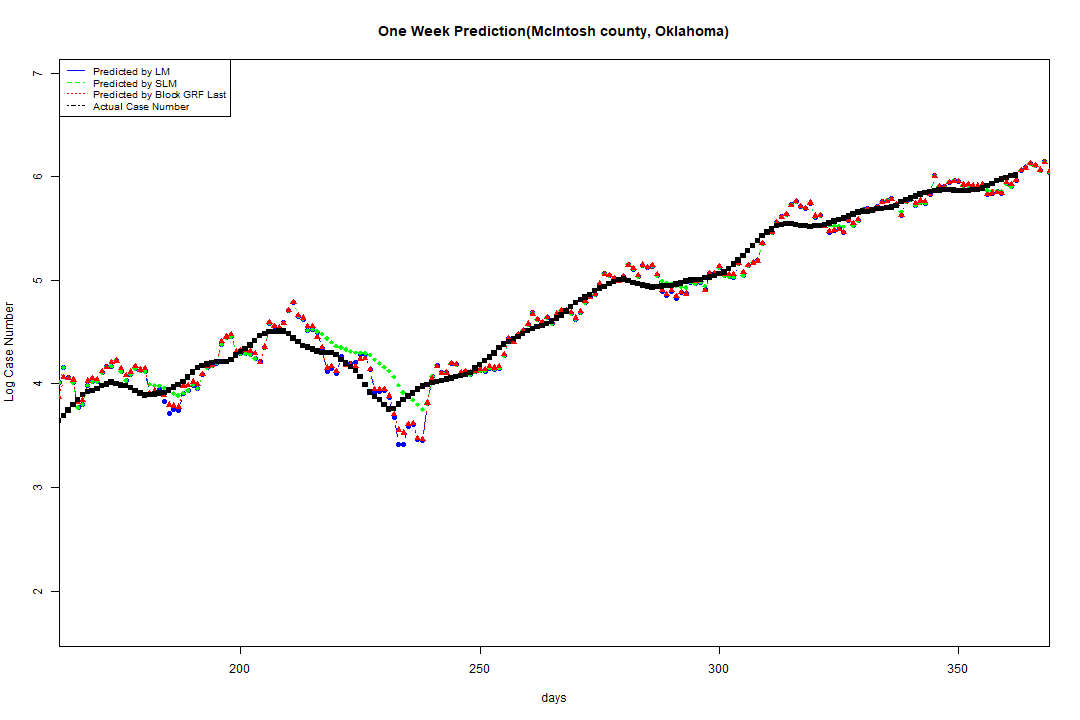 One Week Prediction(McIntosh county, Oklahoma)
Predicted by LM
Predicted by SLM
Predicted by Block GRF Last
Actual Case Number
7
6
5
4
3
2
Log Case Number
200 250 300 350
days